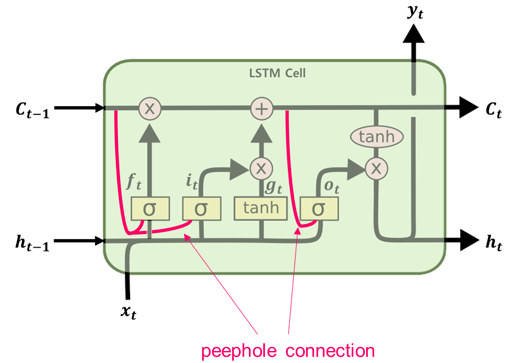 y_t
LSTM Cell
C_{t-1} × + C_t
tanh
f_t i_t × g_t o_t ×
σ σ tanh σ
h_{t-1} h_t
x_t
peephole connection